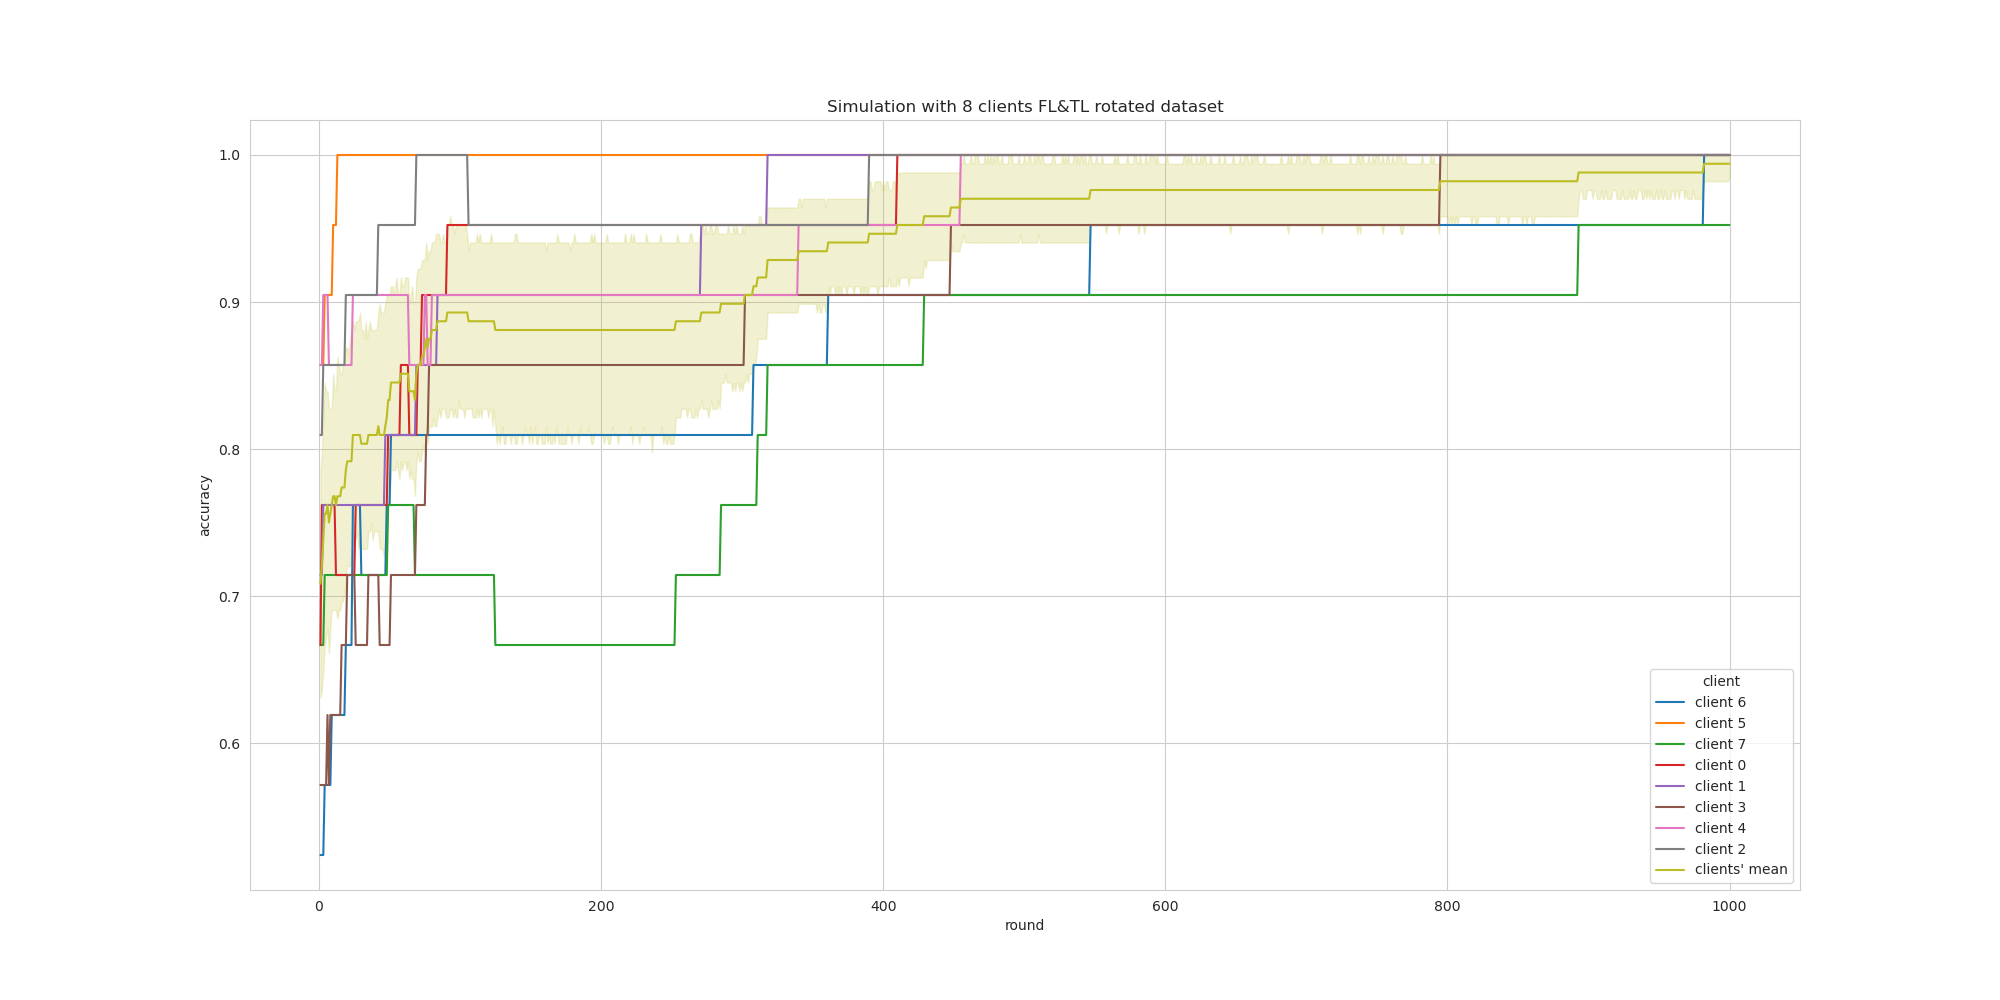 Simulation with 8 clients FL&TL rotated dataset
1.0
0.9
0.8
0.7
0.6
accuracy
0
200
400
600
800
1000
round
client
client 6
client 5
client 7
client 0
client 1
client 3
client 4
client 2
clients' mean